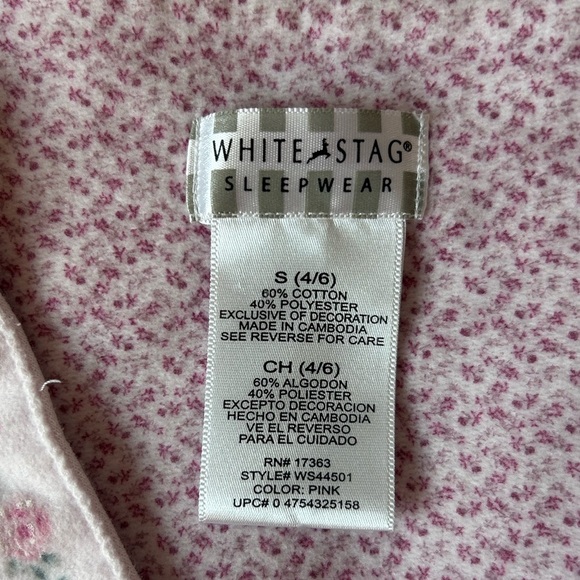 WHITE STAG®
SLEEPWEAR
S (4/6)
60% COTTON
40% POLYESTER
EXCLUSIVE OF DECORATION
MADE IN CAMBODIA
SEE REVERSE FOR CARE
CH (4/6)
60% ALGODÓN
40% POLIESTER
EXCEPTO DECORACION
HECHO EN CAMBODIA
VE EL REVERSO
PARA EL CUIDADO
RN# 17363
STYLE# WS44501
COLOR: PINK
UPC# 0 4754325158